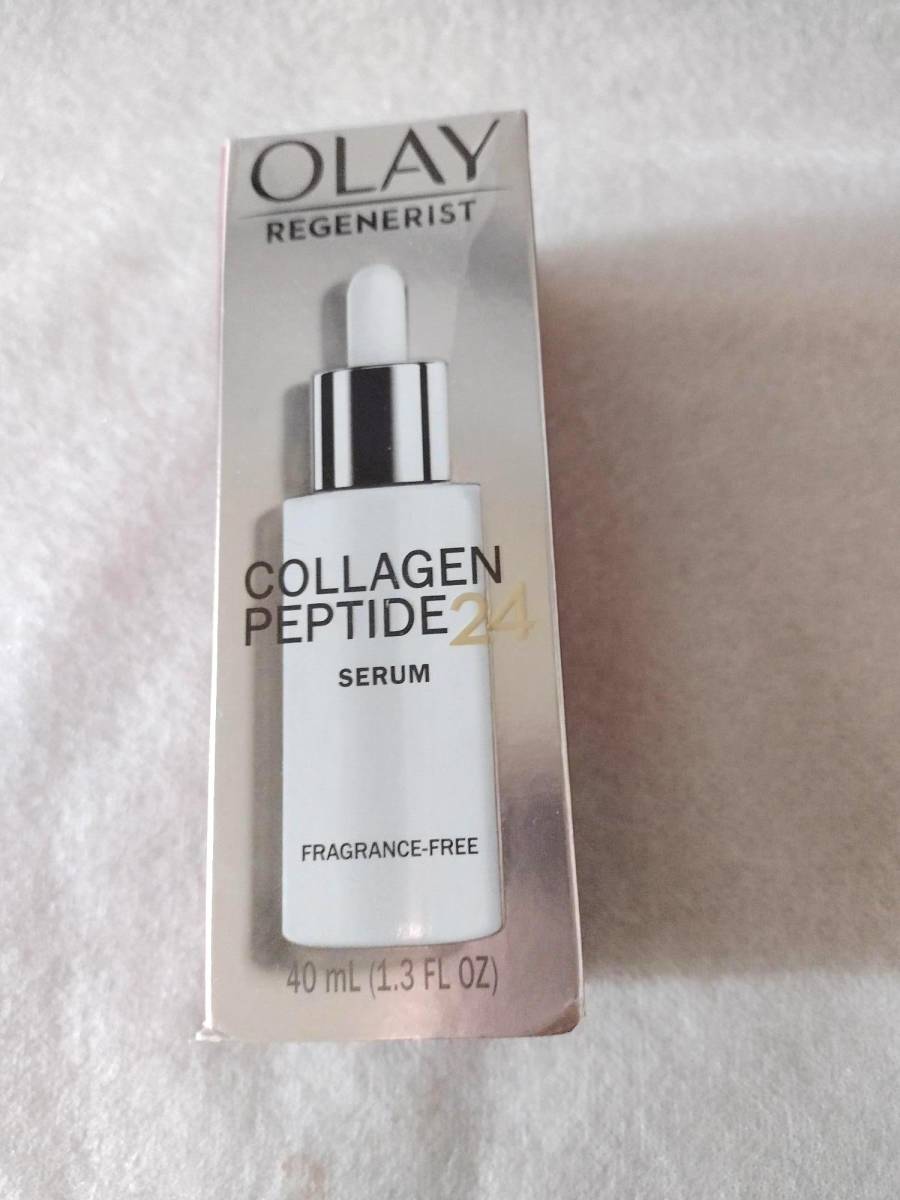 OLAY
REGENERIST
COLLAGEN
PEPTIDE24
SERUM
FRAGRANCE-FREE
40 mL (1.3 FL OZ)